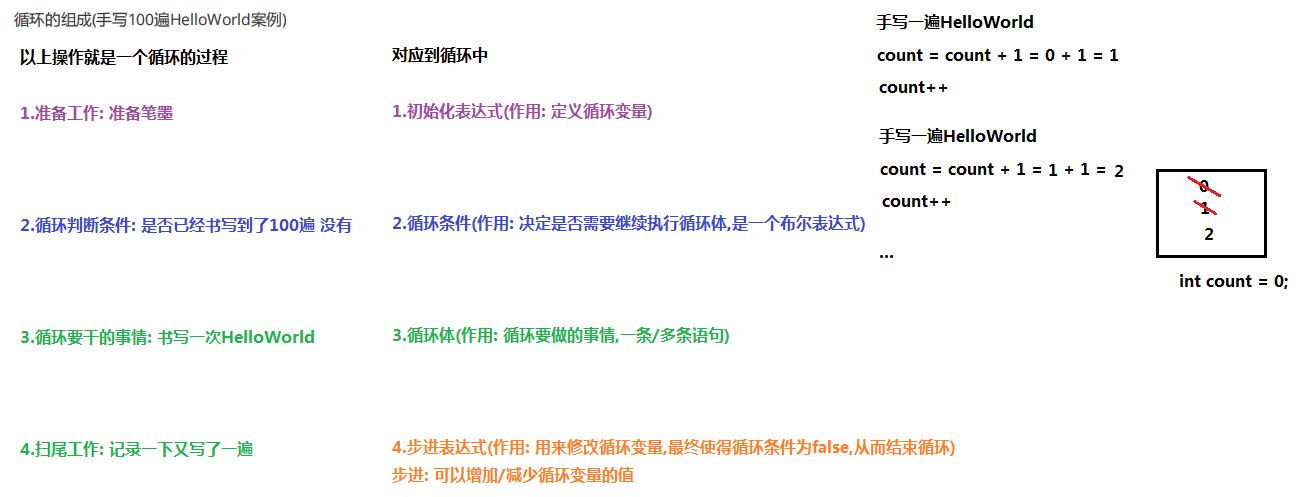 循环的组成(手写100遍HelloWorld案例)
以上操作就是一个循环的过程
对应到循环中
1.准备工作: 准备笔墨
1.初始化表达式(作用: 定义循环变量)
2.循环判断条件: 是否已经书写到了100遍 没有
2.循环条件(作用: 决定是否需要继续执行循环体,是一个布尔表达式)
3.循环要干的事情: 书写一次HelloWorld
3.循环体(作用: 循环要做的事情,一条/多条语句)
4.扫尾工作: 记录一下又写了一遍
4.步进表达式(作用: 用来修改循环变量,最终使得循环条件为false,从而结束循环)
步进: 可以增加/减少循环变量的值
手写一遍HelloWorld
count = count + 1 = 0 + 1 = 1
count++
手写一遍HelloWorld
count = count + 1 = 1 + 1 = 2
count++
...
0
1
2
int count = 0;